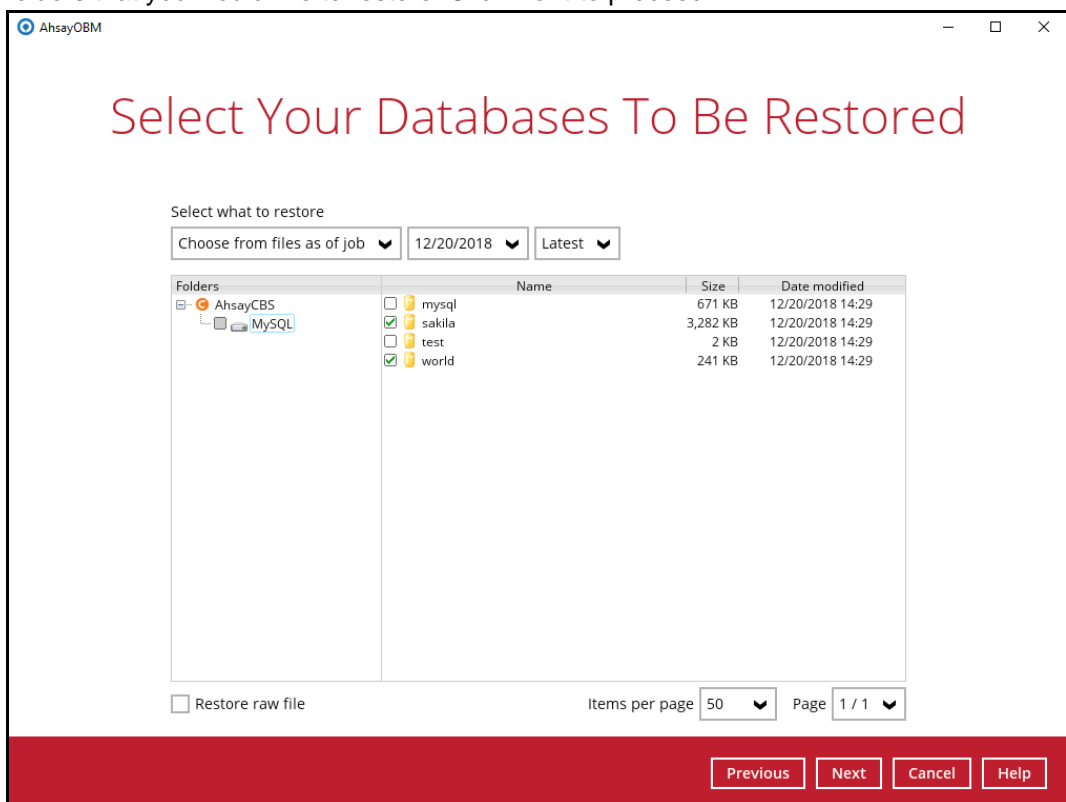 AhsayOBM
Select Your Databases To Be Restored
Select what to restore
Choose from files as of job 12/20/2018 Latest
Folders Name Size Date modified
AhsayCBS mysql 671 KB 12/20/2018 14:29
MySQL sakila 3,282 KB 12/20/2018 14:29
test 2 KB 12/20/2018 14:29
world 241 KB 12/20/2018 14:29
Restore raw file Items per page 50 Page 1 / 1
Previous Next Cancel Help